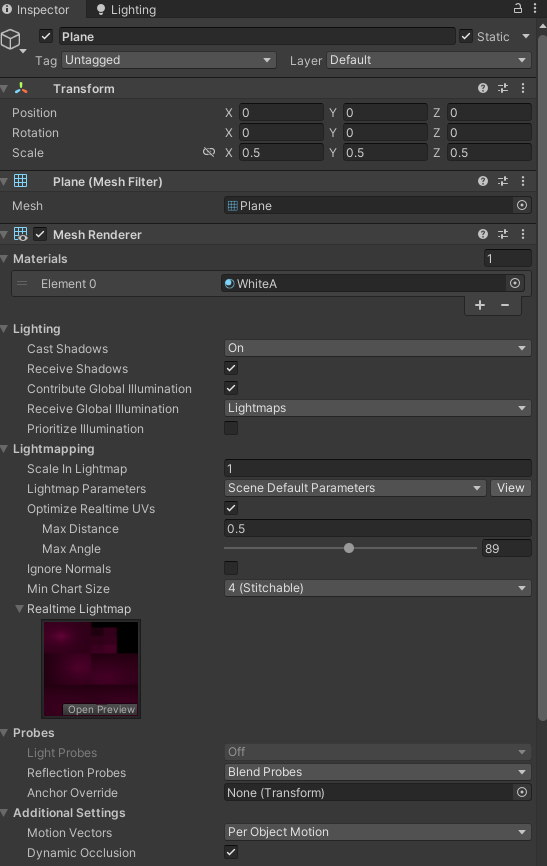 Inspector Lighting
Plane Static
Tag Untagged Layer Default
Transform
Position X 0 Y 0 Z 0
Rotation X 0 Y 0 Z 0
Scale X 0.5 Y 0.5 Z 0.5
Plane (Mesh Filter)
Mesh Plane
Mesh Renderer
Materials 1
Element 0 WhiteA
Lighting
Cast Shadows On
Receive Shadows
Contribute Global Illumination
Receive Global Illumination Lightmaps
Prioritize Illumination
Lightmapping
Scale In Lightmap 1
Lightmap Parameters Scene Default Parameters View
Optimize Realtime UVs
Max Distance 0.5
Max Angle 89
Ignore Normals
Min Chart Size 4 (Stitchable)
Realtime Lightmap
Open Preview
Probes
Light Probes Off
Reflection Probes Blend Probes
Anchor Override None (Transform)
Additional Settings
Motion Vectors Per Object Motion
Dynamic Occlusion